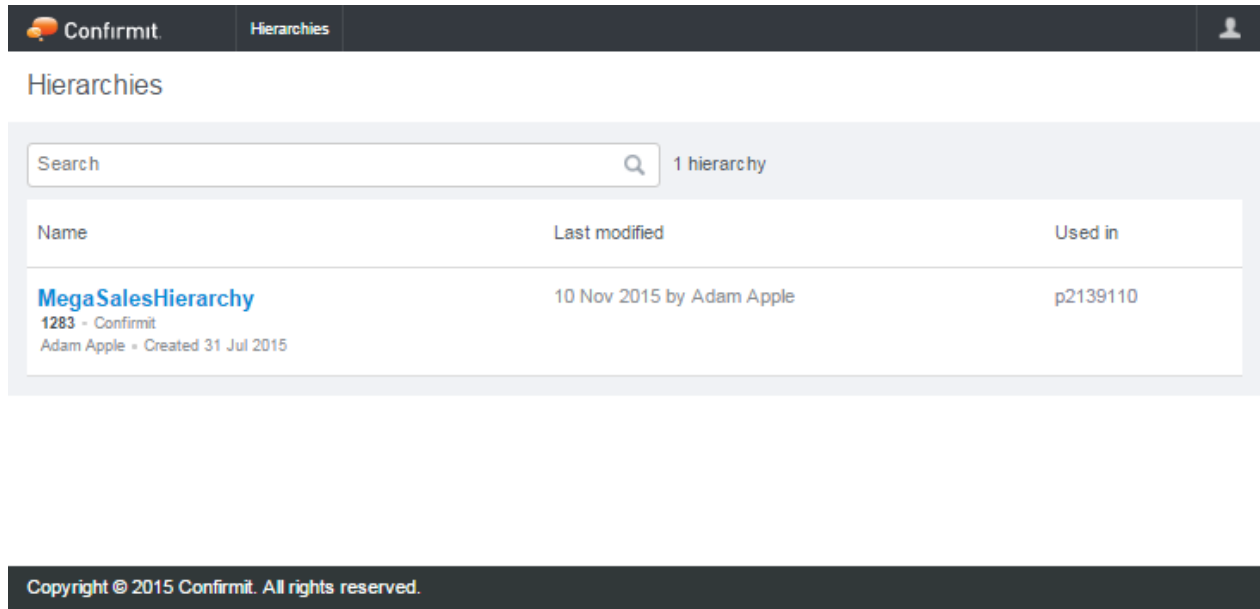 Confirmit. Hierarchies
Hierarchies
Search 1 hierarchy
Name Last modified Used in
MegaSalesHierarchy 10 Nov 2015 by Adam Apple p2139110
1283 • Confirmit
Adam Apple • Created 31 Jul 2015
Copyright © 2015 Confirmit. All rights reserved.